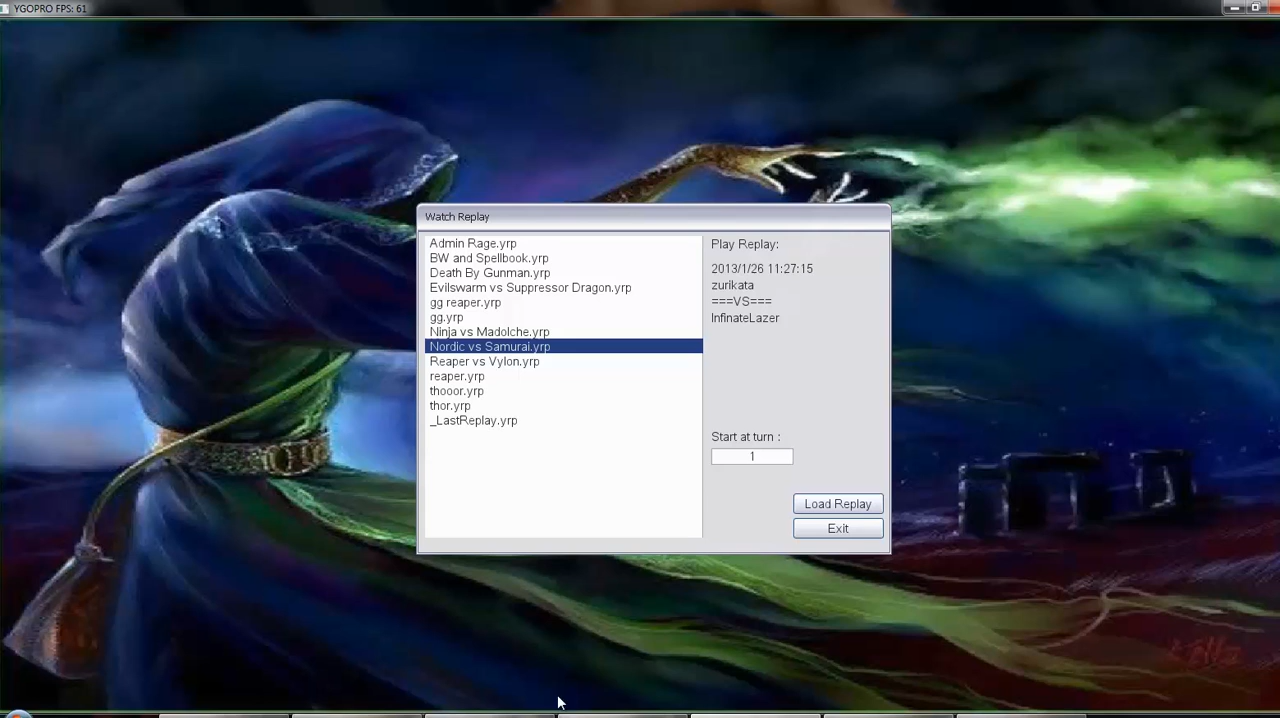 YGOPRO FPS: 61
Watch Replay
Admin Rage.yrp
BW and Spellbook.yrp
Death By Gunman.yrp
Evilswarm vs Suppressor Dragon.yrp
gg reaper.yrp
gg.yrp
Ninja vs Madolche.yrp
Nordic vs Samurai.yrp
Reaper vs Vylon.yrp
reaper.yrp
thooor.yrp
thor.yrp
_LastReplay.yrp
Play Replay:
2013/1/26 11:27:15
zurikata
===VS===
InfinateLazer
Start at turn :
1
Load Replay
Exit